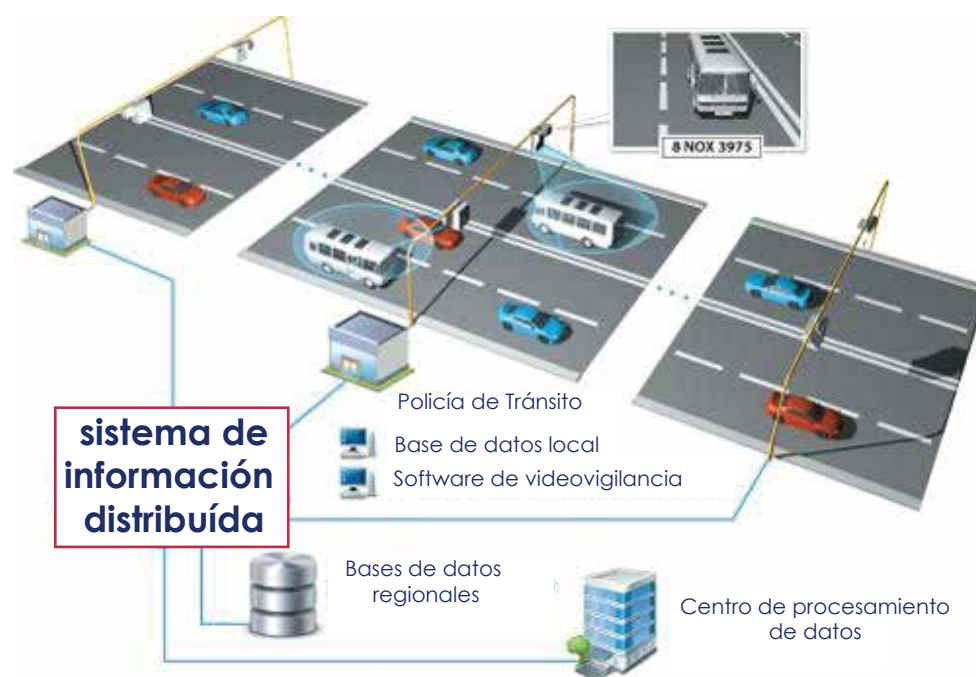 8 NOX 3975
Policía de Tránsito
Base de datos local
Software de videovigilancia
sistema de
información
distribuída
Bases de datos
regionales
Centro de procesamiento
de datos